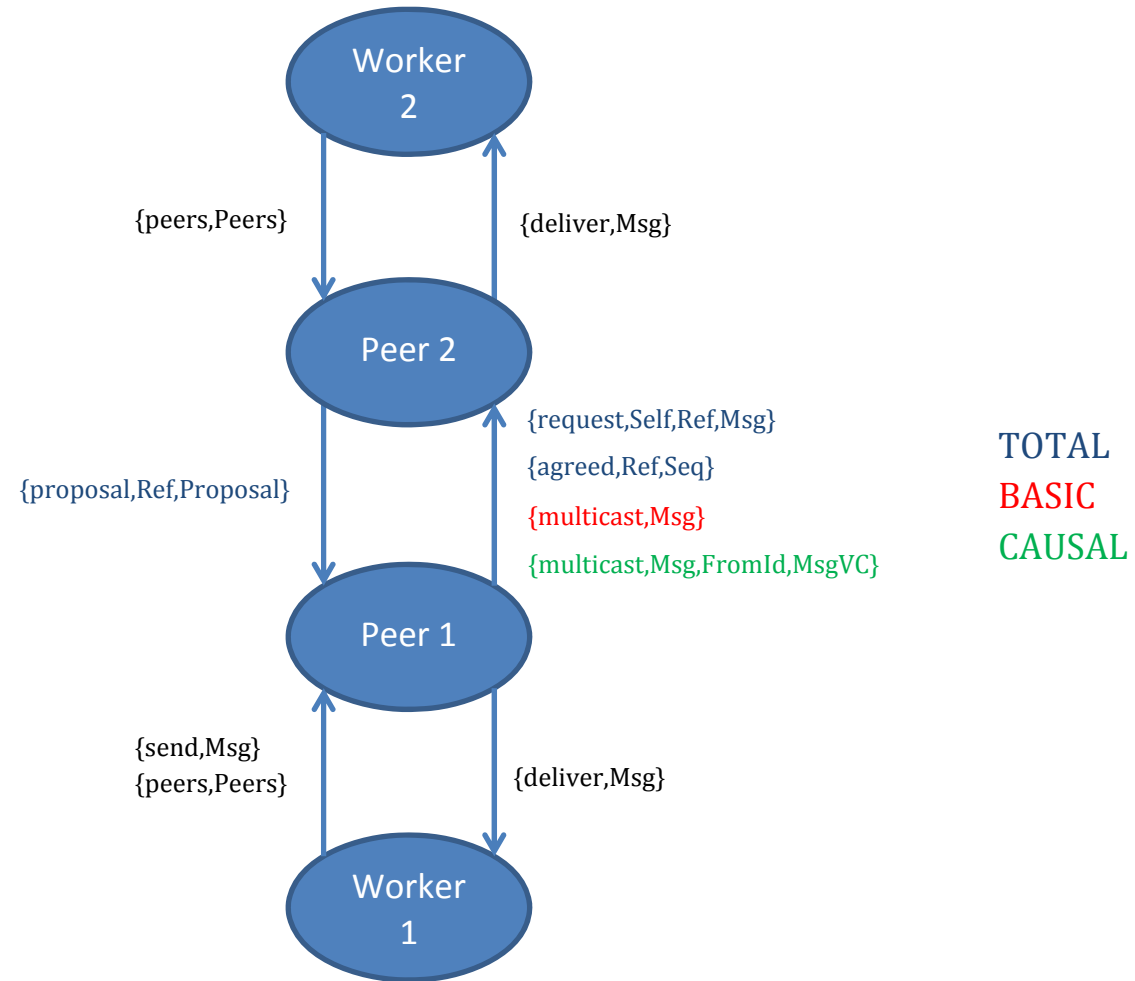 Worker
2
{peers,Peers}
{deliver,Msg}
Peer 2
{request,Self,Ref,Msg}
{agreed,Ref,Seq}
{multicast,Msg}
{multicast,Msg,FromId,MsgVC}
{proposal,Ref,Proposal}
TOTAL
BASIC
CAUSAL
Peer 1
{send,Msg}
{peers,Peers}
{deliver,Msg}
Worker
1